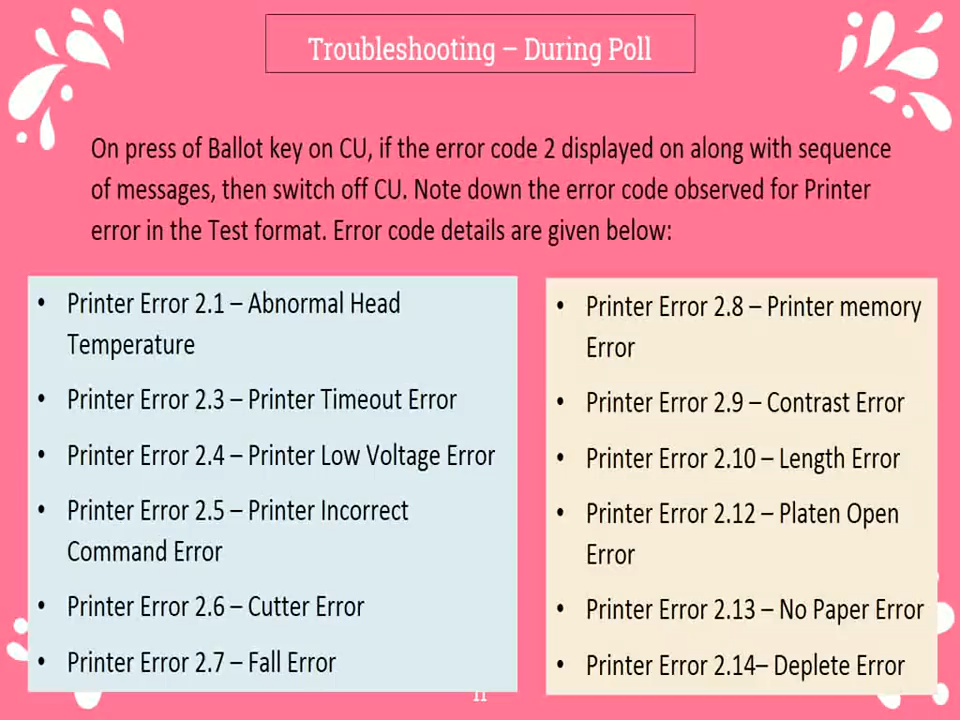 Troubleshooting – During Poll
On press of Ballot key on CU, if the error code 2 displayed on along with sequence
of messages, then switch off CU. Note down the error code observed for Printer
error in the Test format. Error code details are given below:
• Printer Error 2.1 – Abnormal Head
Temperature
• Printer Error 2.3 – Printer Timeout Error
• Printer Error 2.4 – Printer Low Voltage Error
• Printer Error 2.5 – Printer Incorrect
Command Error
• Printer Error 2.6 – Cutter Error
• Printer Error 2.7 – Fall Error
• Printer Error 2.8 – Printer memory
Error
• Printer Error 2.9 – Contrast Error
• Printer Error 2.10 – Length Error
• Printer Error 2.12 – Platen Open
Error
• Printer Error 2.13 – No Paper Error
• Printer Error 2.14– Deplete Error